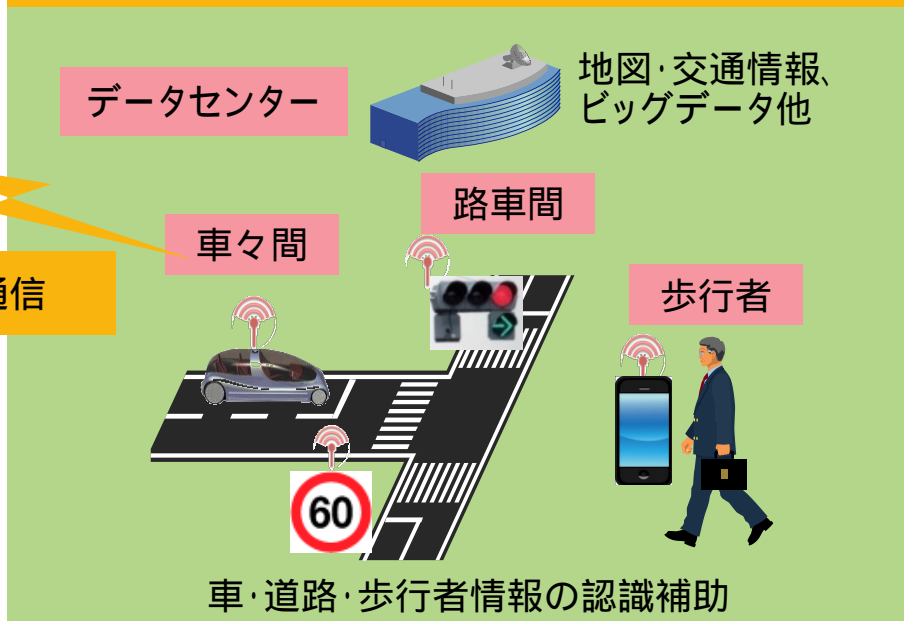 データセンター
地図・交通情報、
ビッグデータ他
路車間
車々間
通信
歩行者
60
車・道路・歩行者情報の認識補助